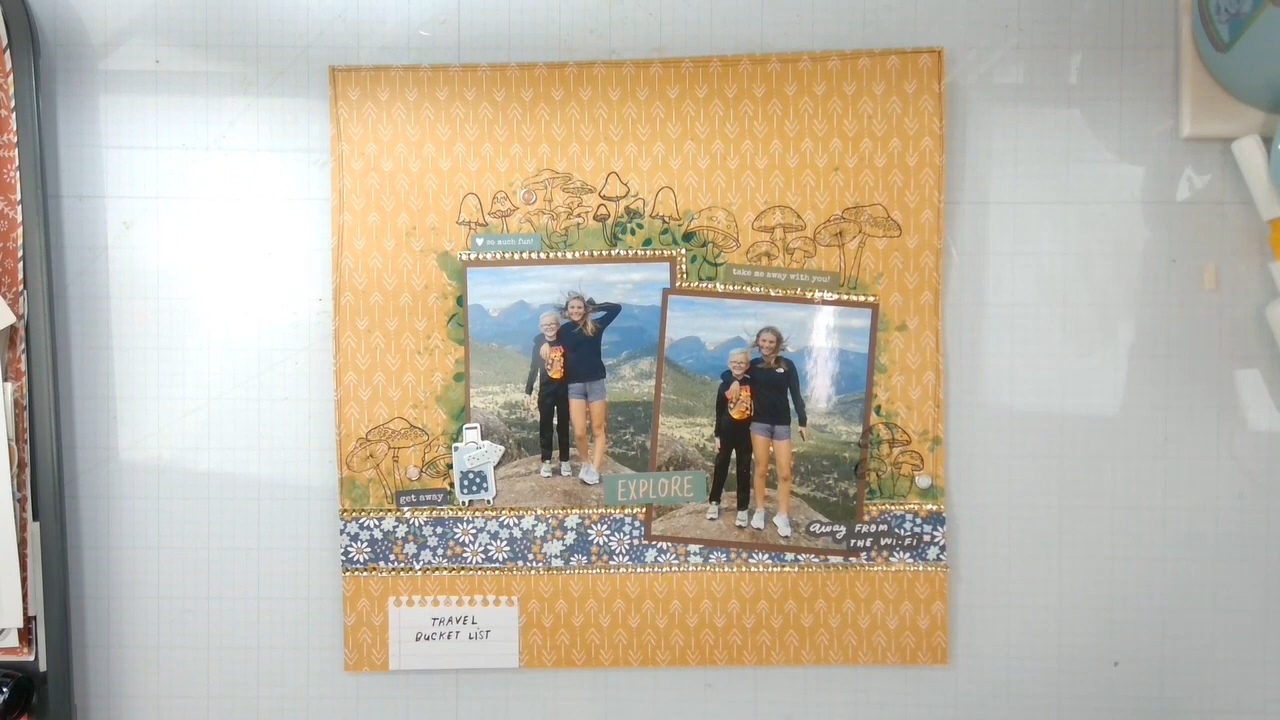 so much fun!
take me away with you!
get away
EXPLORE
away FROM
THE WI-FI
TRAVEL
BUCKET LIST